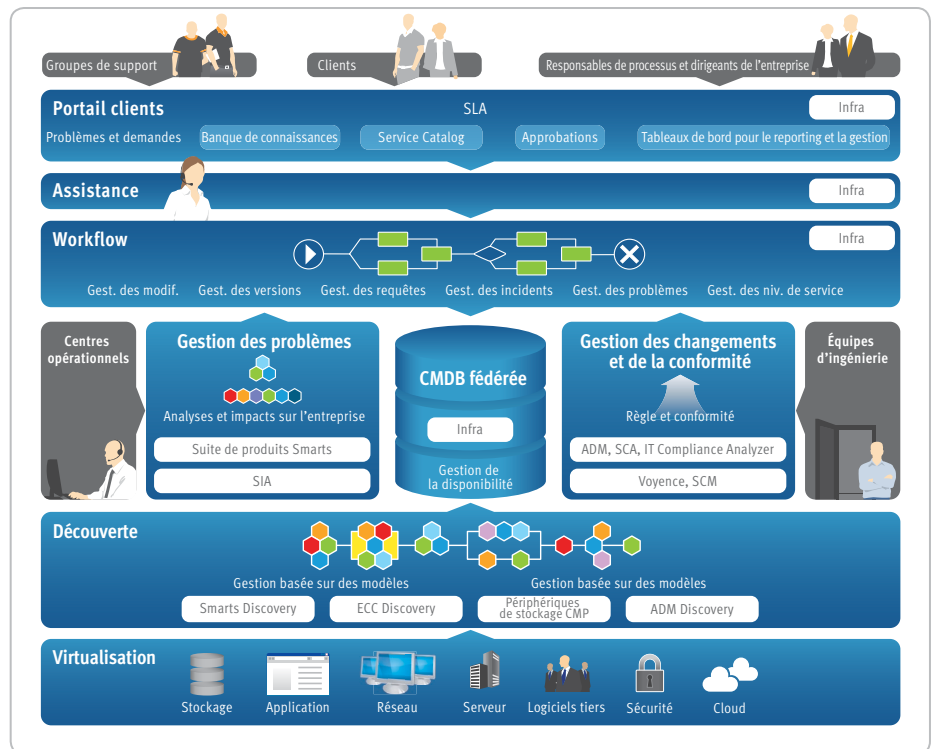 Groupes de support
Clients
Responsables de processus et dirigeants de l'entreprise
Portail clients
SLA
Infra
Problèmes et demandes
Banque de connaissances
Service Catalog
Approbations
Tableaux de bord pour le reporting et la gestion
Assistance
Infra
Workflow
Infra
Gest. des modif.
Gest. des versions
Gest. des requêtes
Gest. des incidents
Gest. des problèmes
Gest. des niv. de service
Centres
opérationnels
Gestion des problèmes
Analyses et impacts sur l'entreprise
Suite de produits Smarts
SIA
CMDB fédérée
Infra
Gestion de
la disponibilité
Gestion des changements
et de la conformité
Règle et conformité
ADM, SCA, IT Compliance Analyzer
Voyence, SCM
Équipes
d'ingénierie
Découverte
Gestion basée sur des modèles
Gestion basée sur des modèles
Smarts Discovery
ECC Discovery
Périphériques
de stockage CMP
ADM Discovery
Virtualisation
Stockage
Application
Réseau
Serveur
Logiciels tiers
Sécurité
Cloud